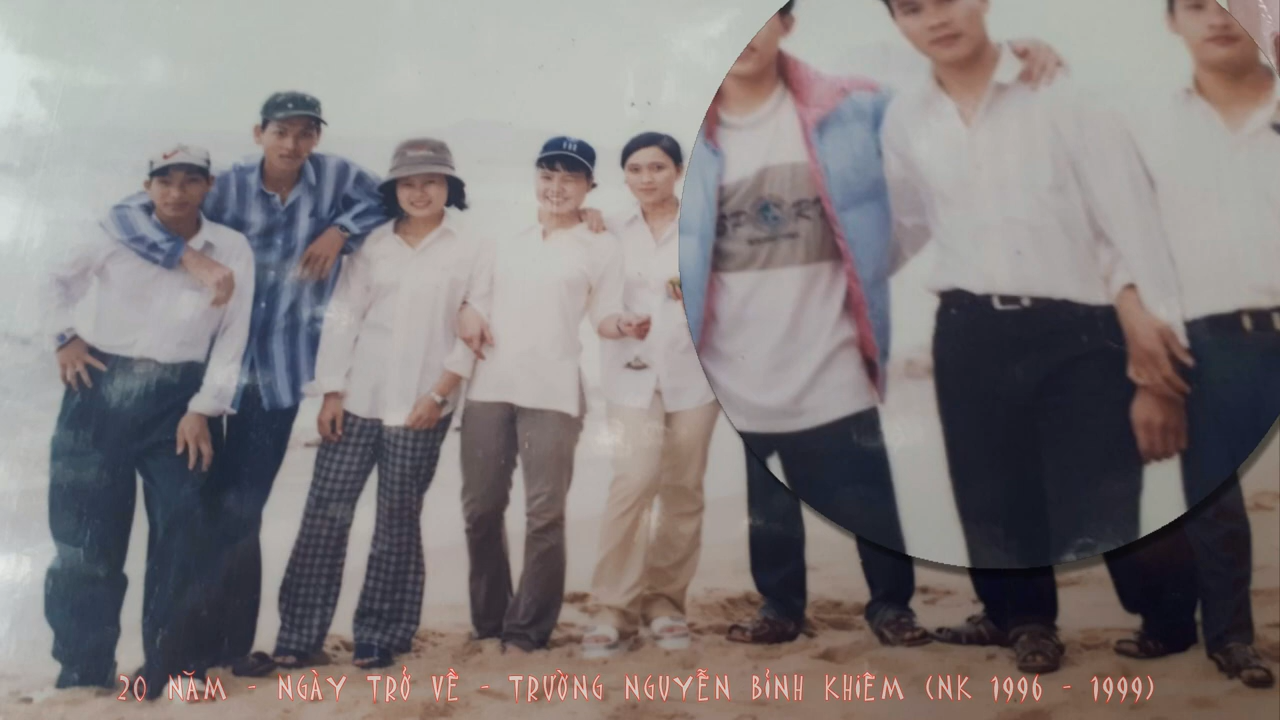 20 NĂM - NGÀY TRỞ VỀ - TRƯỜNG NGUYỄN BỈNH KHIÊM (NK 1996 - 1999)